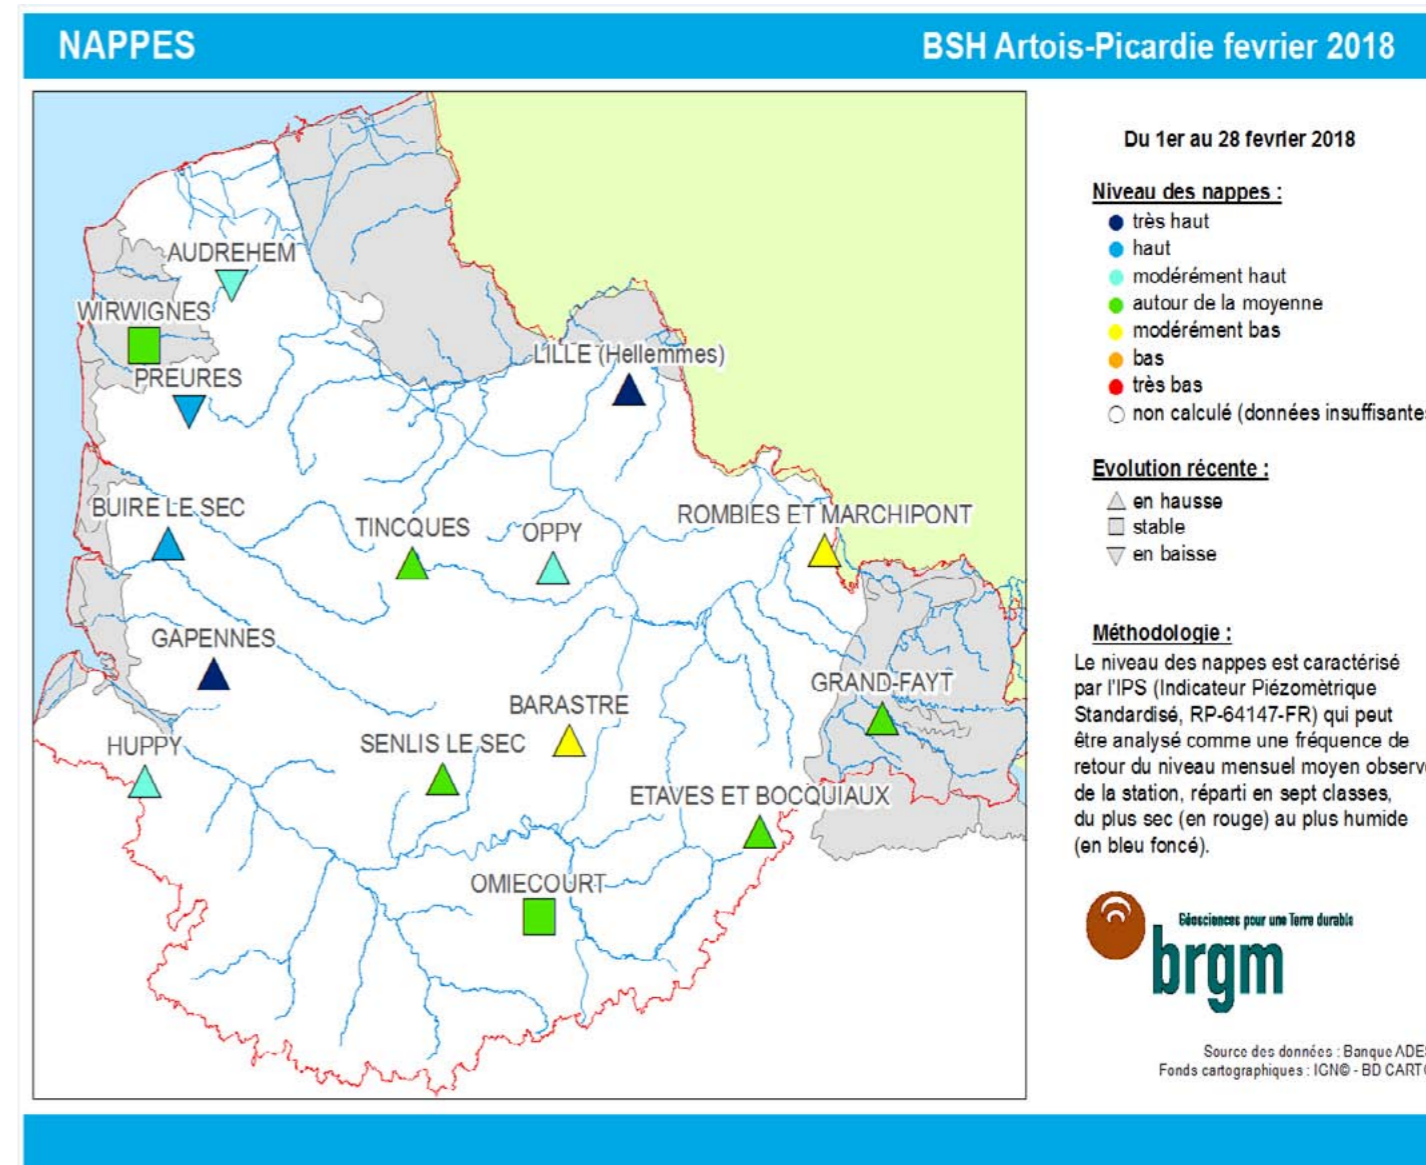 NAPPES
BSH Artois-Picardie fevrier 2018
AUDREHEM
WIRWIGNES
PREURES
LILLE (Hellemmes)
BUIRE LE SEC
TINCQUES
OPPY
ROMBIES ET MARCHIPONT
GAPENNES
GRAND-FAYT
BARASTRE
HUPPY
SENLIS LE SEC
ETAVES ET BOCQUIAUX
OMIECOURT
Du 1er au 28 fevrier 2018
Niveau des nappes :
très haut
haut
modérément haut
autour de la moyenne
modérément bas
bas
très bas
non calculé (données insuffisantes
Evolution récente :
en hausse
stable
en baisse
Méthodologie :
Le niveau des nappes est caractérisé
par l'IPS (Indicateur Piézomètrique
Standardisé, RP-64147-FR) qui peut
être analysé comme une fréquence de
retour du niveau mensuel moyen observé
de la station, réparti en sept classes,
du plus sec (en rouge) au plus humide
(en bleu foncé).
Géosciences pour une Terre durable
brgm
Source des données : Banque ADES
Fonds cartographiques : IGN© - BD CARTO